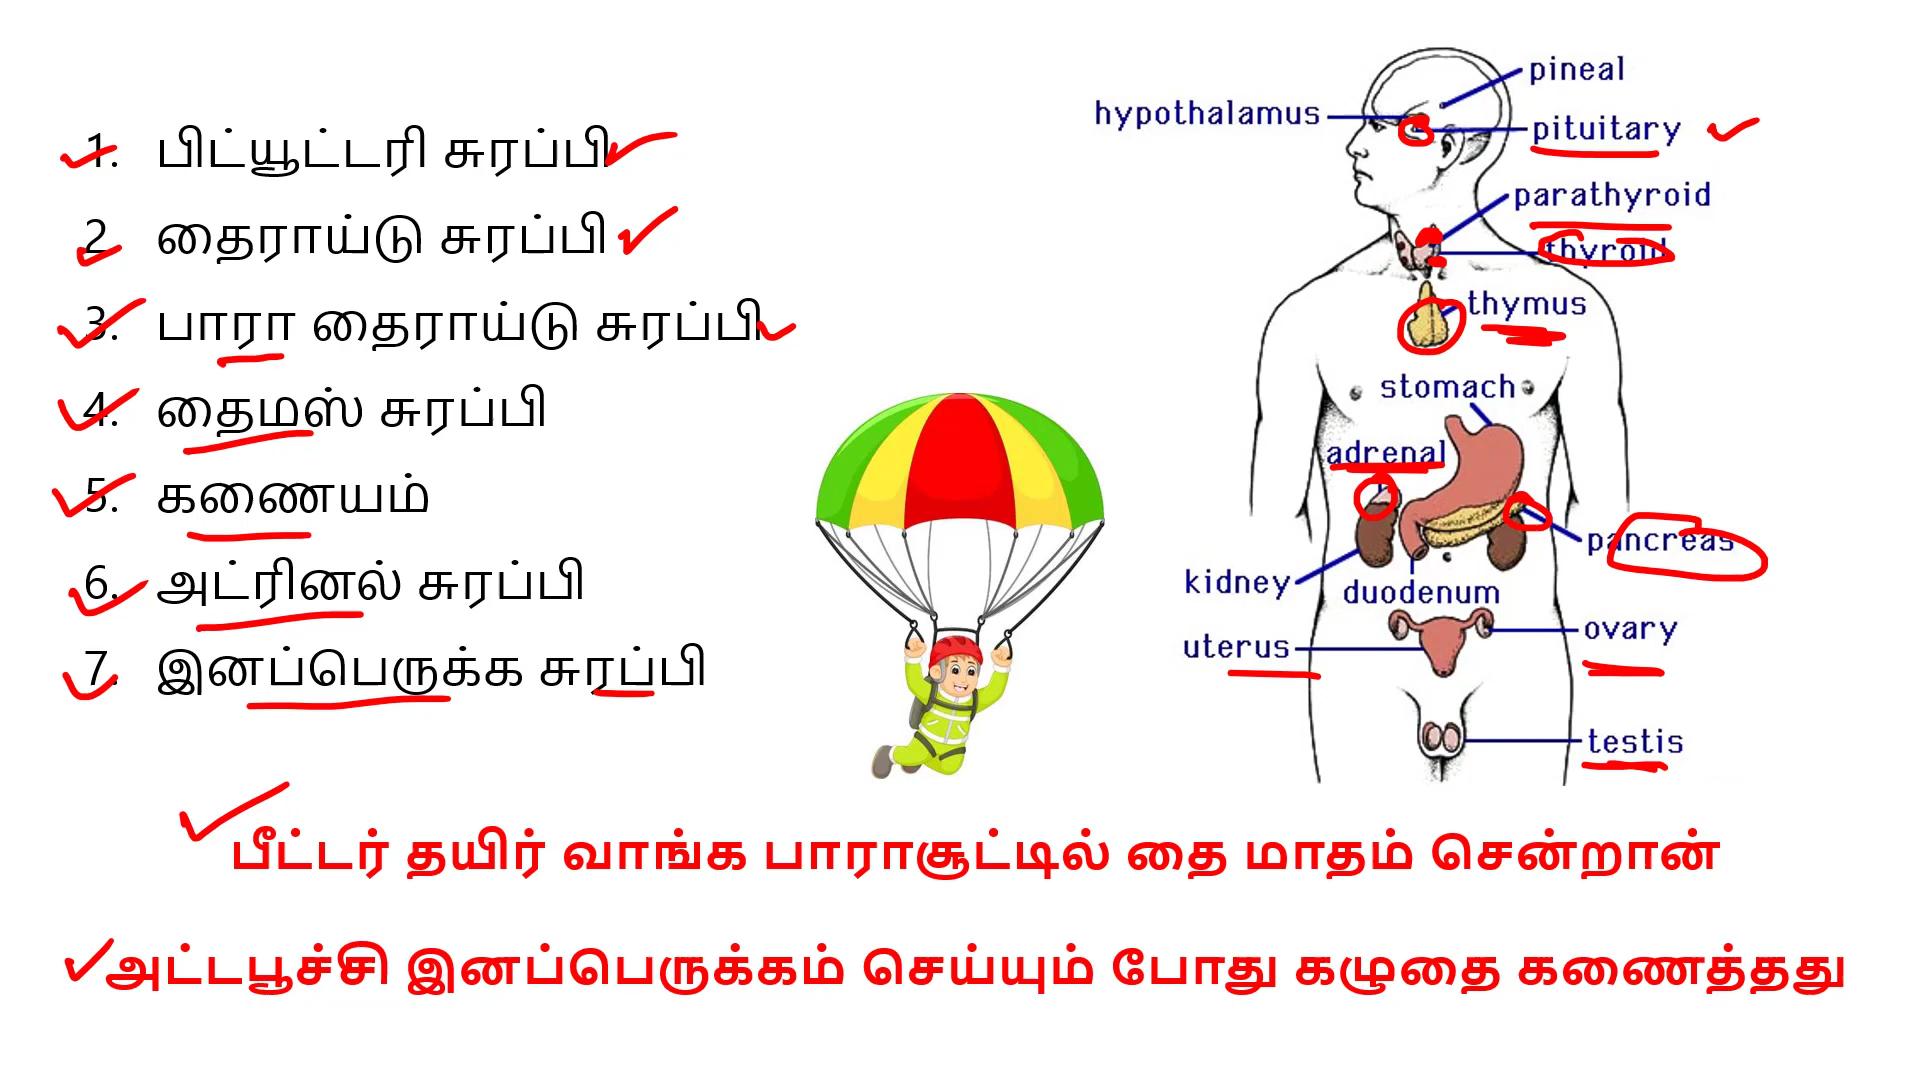 1. பிட்யூட்டரி சுரப்பி
2. தைராய்டு சுரப்பி
3. பாரா தைராய்டு சுரப்பி
4. தைமஸ் சுரப்பி
5. கணையம்
6. அட்ரினல் சுரப்பி
7. இனப்பெருக்க சுரப்பி
pineal
hypothalamus
pituitary
parathyroid
thyroid
thymus
stomach
adrenal
pancreas
kidney
duodenum
ovary
uterus
testis
பீட்டர் தயிர் வாங்க பாராசூட்டில் தை மாதம் சென்றான்
அட்டபூச்சி இனப்பெருக்கம் செய்யும் போது கழுதை கணைத்தது